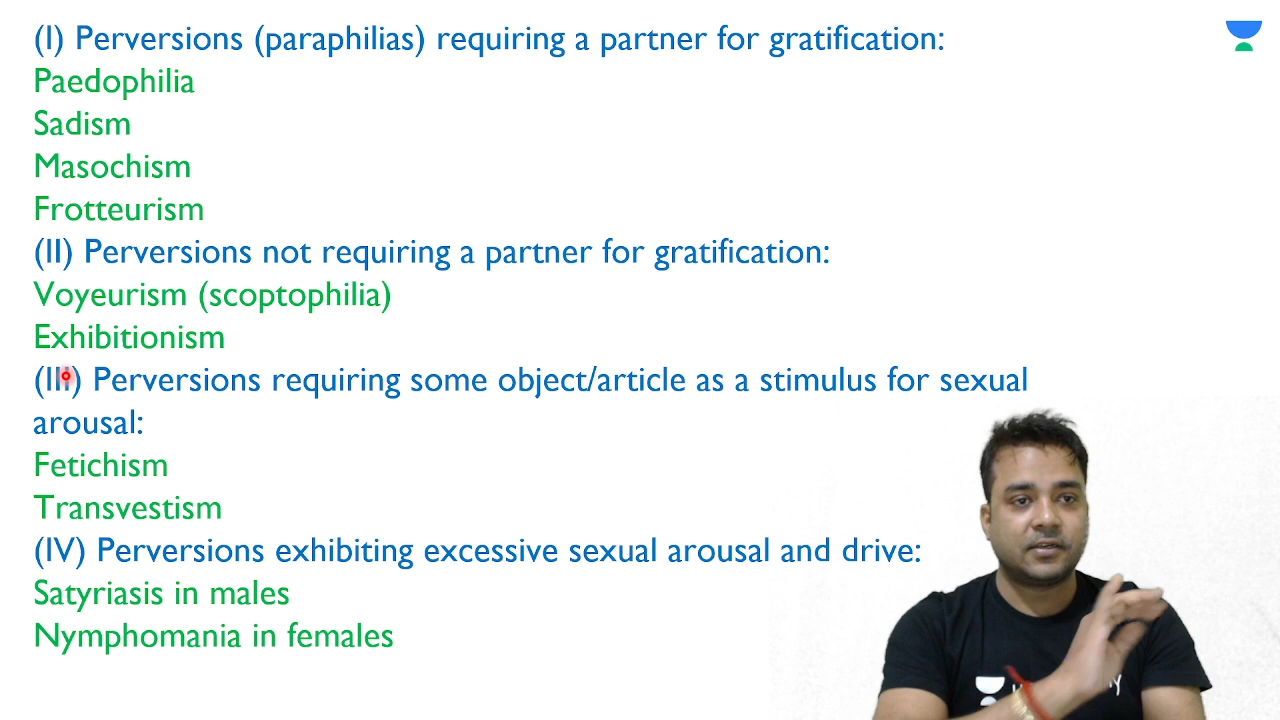 (I) Perversions (paraphilias) requiring a partner for gratification:
Paedophilia
Sadism
Masochism
Frotteurism
(II) Perversions not requiring a partner for gratification:
Voyeurism (scoptophilia)
Exhibitionism
(III) Perversions requiring some object/article as a stimulus for sexual
arousal:
Fetichism
Transvestism
(IV) Perversions exhibiting excessive sexual arousal and drive:
Satyriasis in males
Nymphomania in females